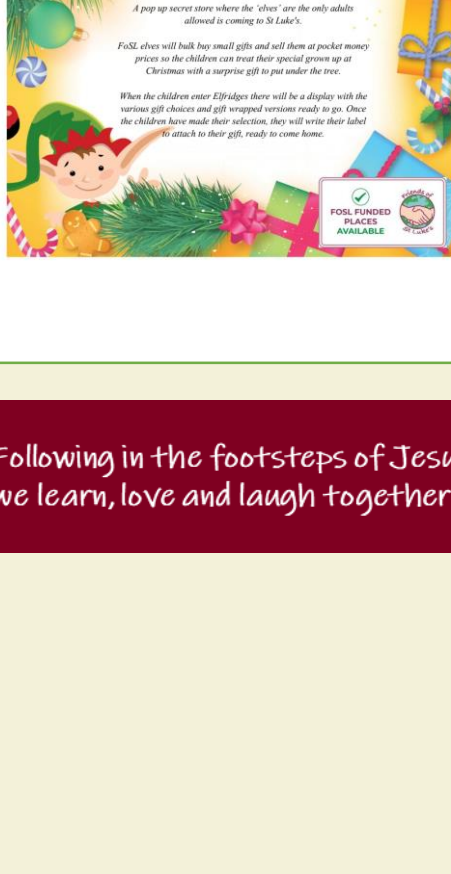 A pop up secret store where the 'elves' are the only adults
allowed is coming to St Luke's.
FoSL elves will bulk buy small gifts and sell them at pocket money
prices so the children can treat their special grown up at
Christmas with a surprise gift to put under the tree.
When the children enter Elfridges there will be a display with the
various gift choices and gift wrapped versions ready to go. Once
the children have made their selection, they will write their label
to attach to their gift, ready to come home.
FOSL FUNDED
PLACES
AVAILABLE
Friends of
St Luke's
Following in the footsteps of Jesu
we learn, love and laugh together